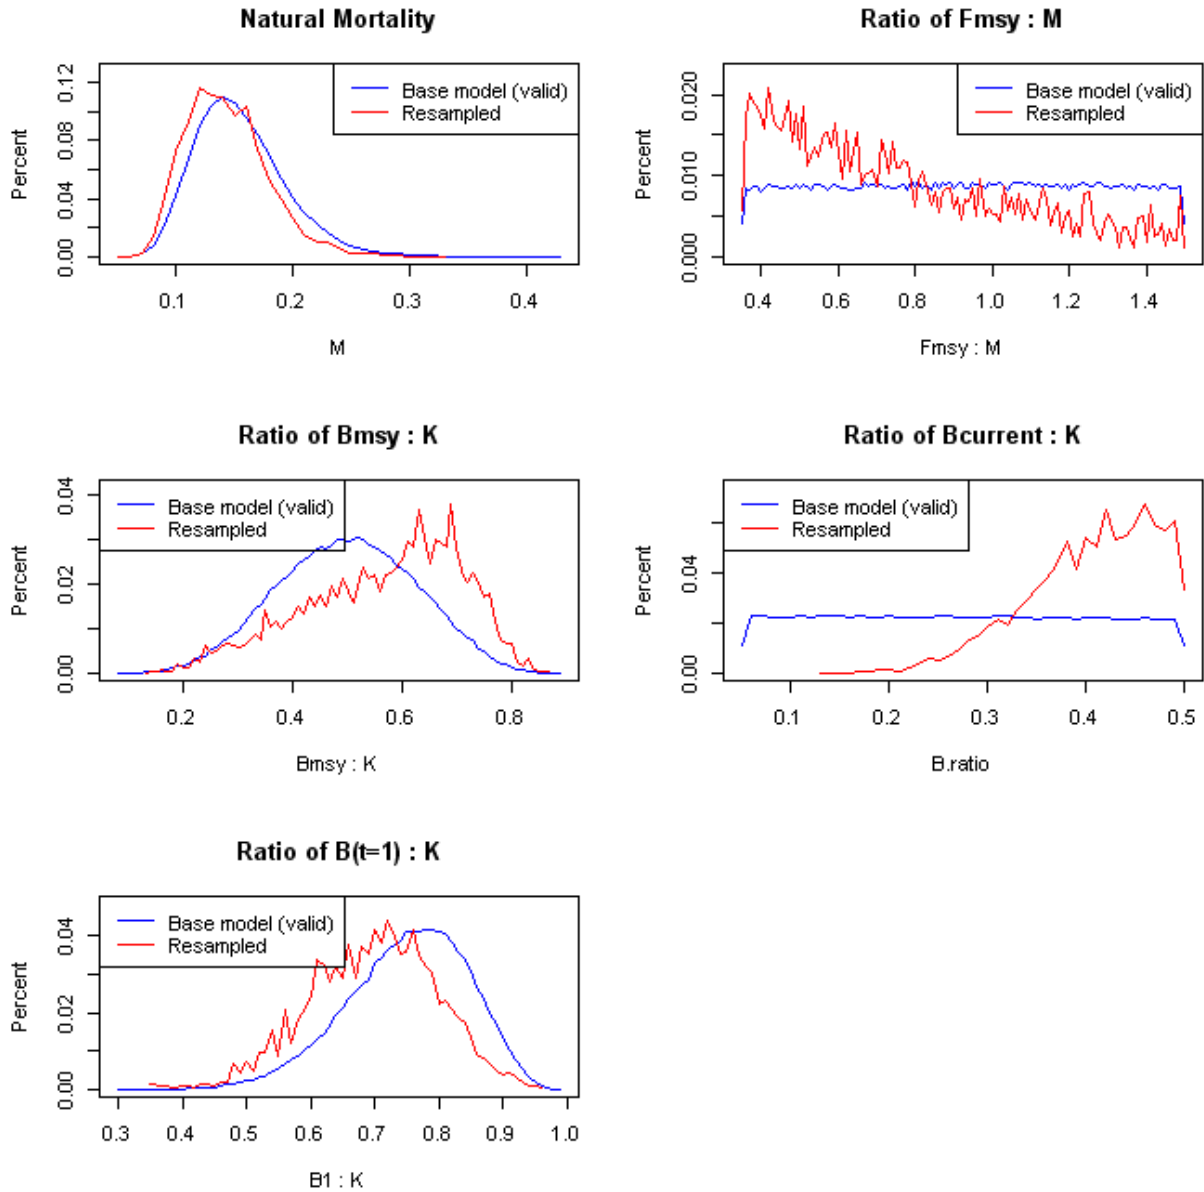 Natural Mortality
Percent
0.00 0.04 0.08 0.12
Base model (valid)
Resampled
0.1 0.2 0.3 0.4
M
Ratio of Fmsy : M
Percent
0.000 0.010 0.020
Base model (valid)
Resampled
0.4 0.6 0.8 1.0 1.2 1.4
Fmsy : M
Ratio of Bmsy : K
Percent
0.00 0.02 0.04
Base model (valid)
Resampled
0.2 0.4 0.6 0.8
Bmsy : K
Ratio of Bcurrent : K
Percent
0.00 0.04
Base model (valid)
Resampled
0.1 0.2 0.3 0.4 0.5
B.ratio
Ratio of B(t=1) : K
Percent
0.00 0.02 0.04
Base model (valid)
Resampled
0.3 0.4 0.5 0.6 0.7 0.8 0.9 1.0
B1 : K